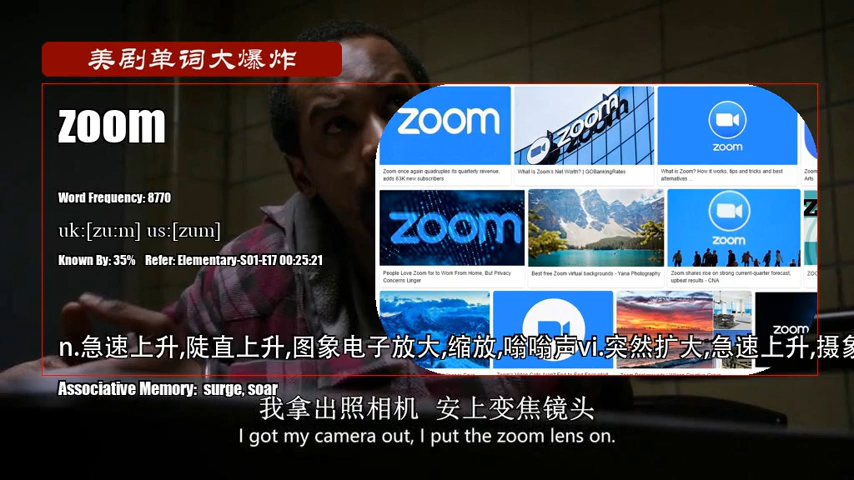 美剧单词大爆炸
zoom
Word Frequency: 8770
uk:[zu:m] us:[zum]
Known By: 35% Refer: Elementary-S01-E17 00:25:21
zoom
Zoom once again quadruples its quarterly revenue, adds 63K new subscribers
zoom
What is Zoom's Net Worth? | GOBankingRates
zoom
What is Zoom? How it works, tips and tricks and best alternatives ...
zoom
People Love Zoom for to Work From Home, But Privacy Concerns Linger
Best free Zoom virtual backgrounds - Yana Photography
zoom
Zoom shares rise on strong current-quarter forecast, upbeat results - CNA
zoom
n.急速上升,陡直上升,图象电子放大,缩放,嗡嗡声vi.突然扩大,急速上升,摄象
Associative Memory: surge, soar
我拿出照相机 安上变焦镜头
I got my camera out, I put the zoom lens on.